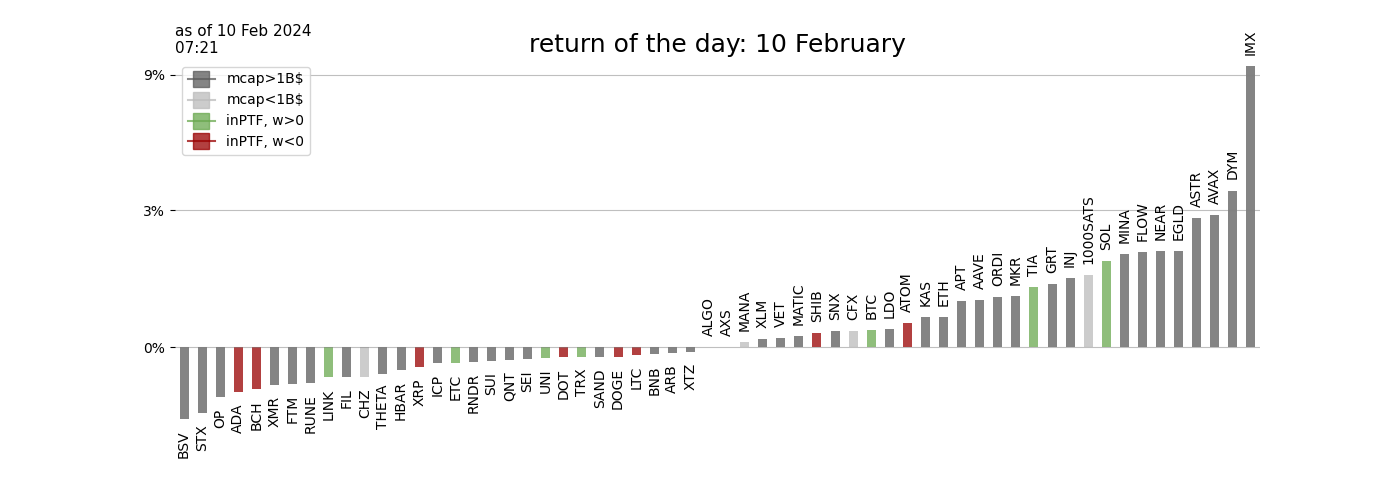 as of 10 Feb 2024
07:21
return of the day: 10 February
mcap>1B$
mcap<1B$
inPTF, w>0
inPTF, w<0
9%
3%
0%
BSV
STX
OP
ADA
BCH
XMR
FTM
RUNE
LINK
FIL
CHZ
THETA
HBAR
XRP
ICP
ETC
RNDR
SUI
QNT
SEI
UNI
DOT
TRX
SAND
DOGE
LTC
BNB
ARB
XTZ
ALGO
AXS
MANA
XLM
VET
MATIC
SHIB
SNX
CFX
BTC
LDO
ATOM
KAS
ETH
APT
AAVE
ORDI
MKR
TIA
GRT
INJ
1000SATS
SOL
MINA
FLOW
NEAR
EGLD
ASTR
AVAX
DYM
IMX